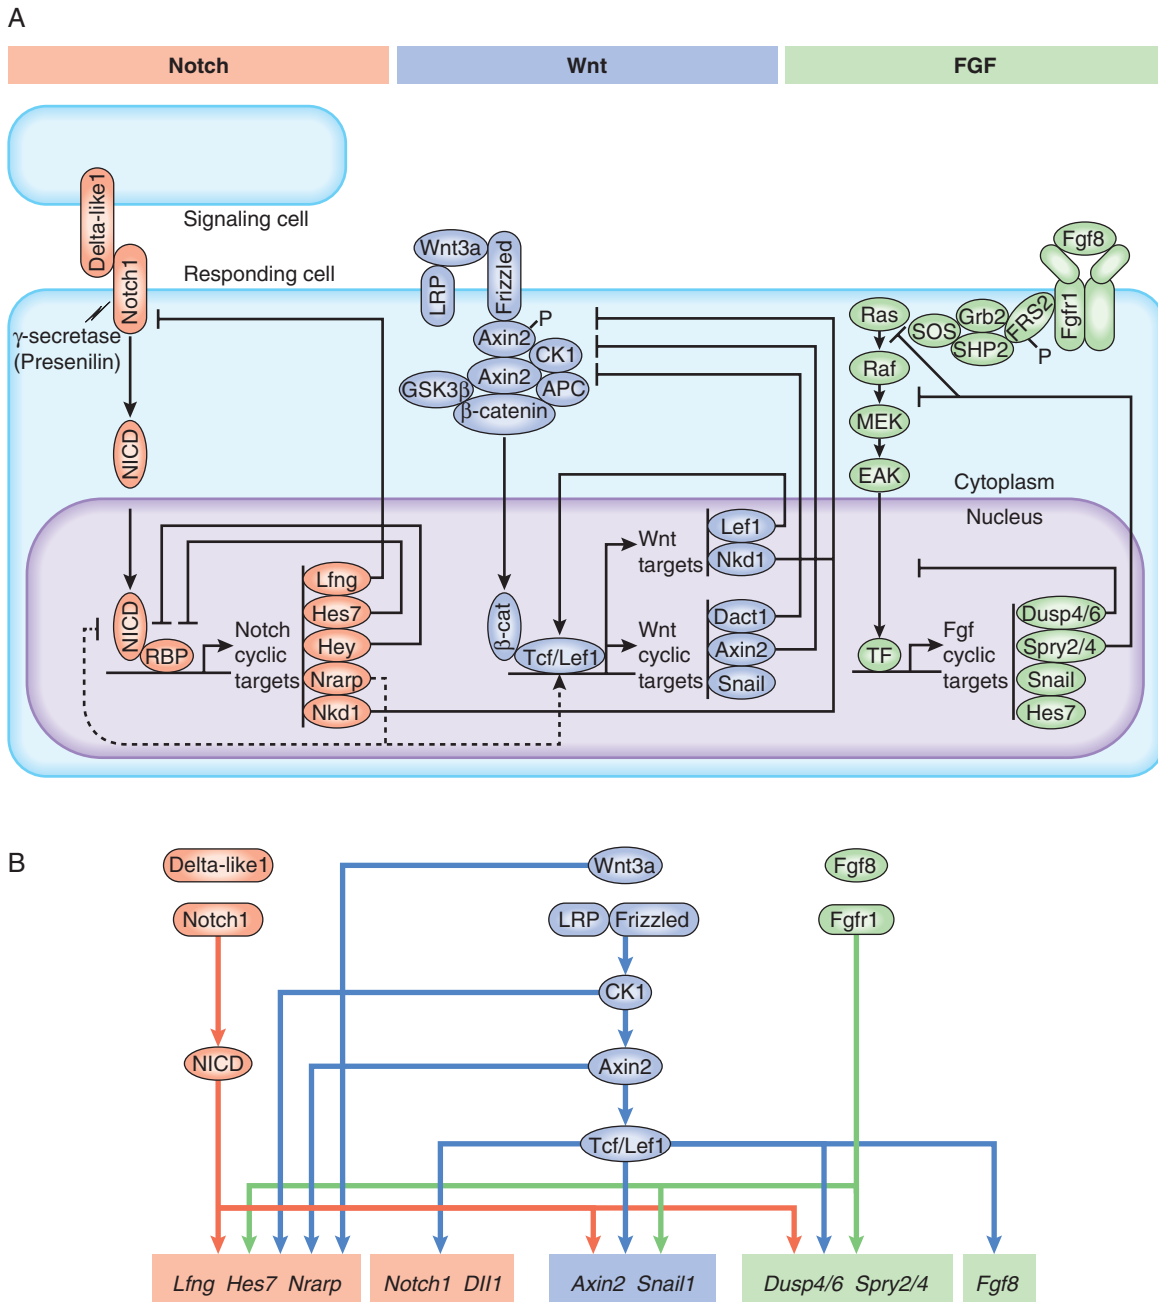 A
Notch
Wnt
FGF
Delta-like1
Signaling cell
Notch1
Responding cell
γ-secretase
(Presenilin)
NICD
NICD
RBP
Notch
cyclic
targets
Lfng
Hes7
Hey
Nrarp
Nkd1
Wnt3a
LRP
Frizzled
Axin2
P
CK1
Axin2
GSK3β
APC
β-catenin
β-cat
Tcf/Lef1
Wnt
targets
Lef1
Nkd1
Wnt
cyclic
targets
Dact1
Axin2
Snail
Fgf8
Fgfr1
FRS2
P
Grb2
SHP2
SOS
Ras
Raf
MEK
EAK
Cytoplasm
Nucleus
TF
Fgf
cyclic
targets
Dusp4/6
Spry2/4
Snail
Hes7
B
Delta-like1
Wnt3a
Fgf8
Notch1
LRP
Frizzled
Fgfr1
CK1
NICD
Axin2
Tcf/Lef1
Lfng Hes7 Nrarp
Notch1 Dll1
Axin2 Snail1
Dusp4/6 Spry2/4
Fgf8